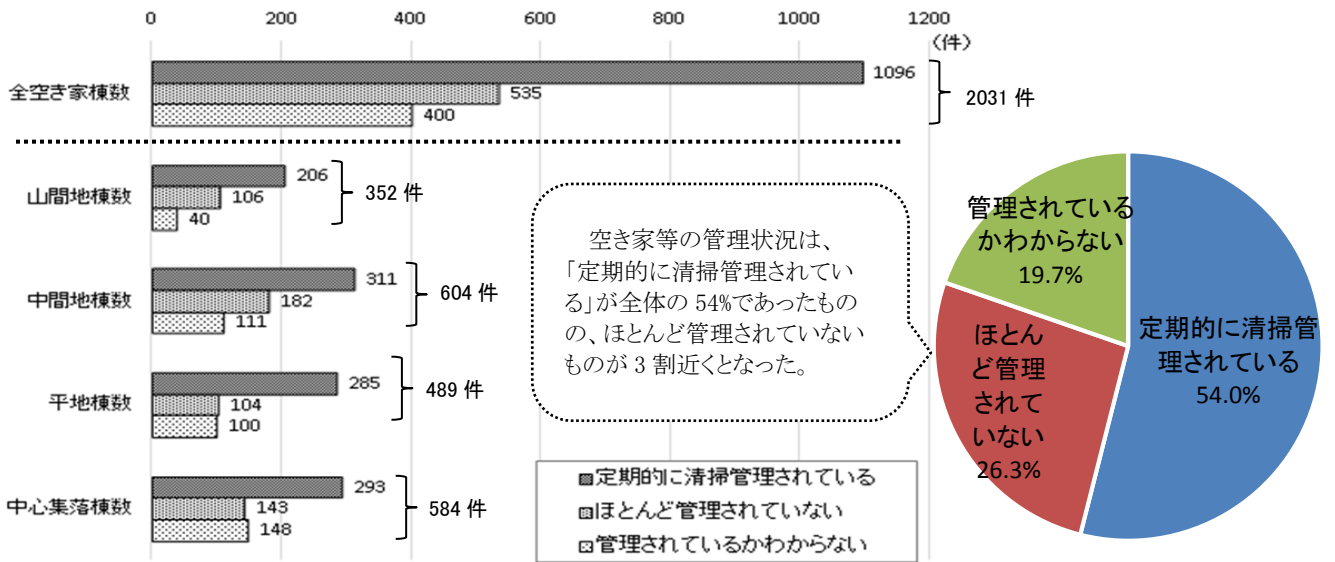 0
200
400
600
800
1000
1200
(件)
全空き家棟数
1096
535
400
2031 件
山間地棟数
206
106
40
352 件
中間地棟数
311
182
111
604 件
平地棟数
285
104
100
489 件
中心集落棟数
293
143
148
584 件
空き家等の管理状況は、
「定期的に清掃管理されてい
る」が全体の 54%であったもの
の、ほとんど管理されていない
ものが 3 割近くとなった。
定期的に清掃管理されている
ほとんど管理されていない
管理されているかわからない
管理されている
かわからない
19.7%
ほとん
ど管理
されて
いない
26.3%
定期的に清掃管
理されている
54.0%